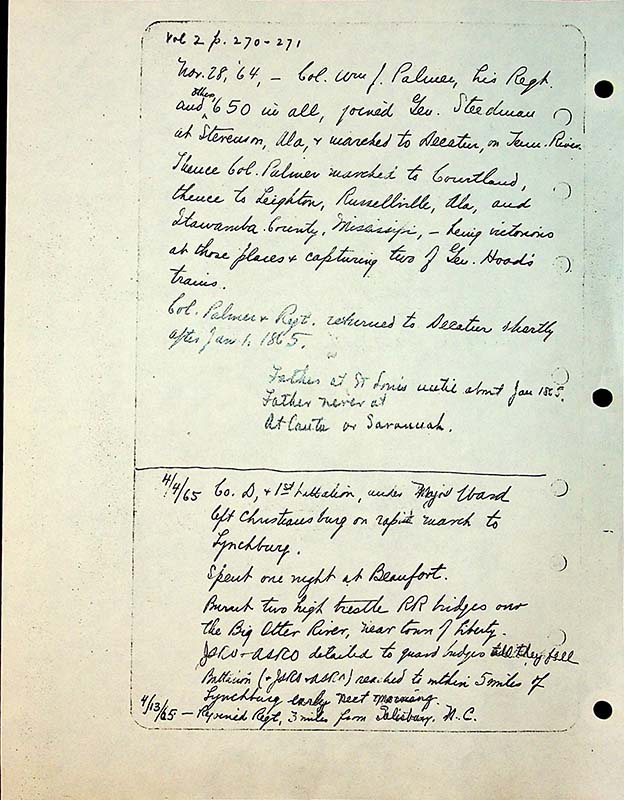 Vol 2 p. 270-271
Nov. 28, '64, - Col. Wm J. Palmer, his Regt.
and others 650 in all, joined Gen. Steedman
at Stevenson, Ala, & marched to Decatur, on Tenn. River.
Thence Col. Palmer marched to Courtland,
thence to Leighton, Russellville, Ala, and
Itawamba County, Mississippi, - being victorious
at those places & capturing two of Gen. Hood's
trains.
Col. Palmer & Regt. returned to Decatur shortly
after Jan. 1. 1865.
Father at St Louis until about Jan 1865.
Father never at
Atlanta or Savannah.
4/4/65 Co. D, & 1st battalion, under Major Ward
left Christiansburg on rapid march to
Lynchburg.
Spent one night at Beaufort.
Burnt two high trestle RR bridges over
the Big Otter River, near town of Liberty.
detailed to guard bridges till they fell
Battalion reached to within 5 miles of
Lynchburg early next morning.
4/13/65 - Rejoined Regt, 3 miles from Salisbury, N.C.